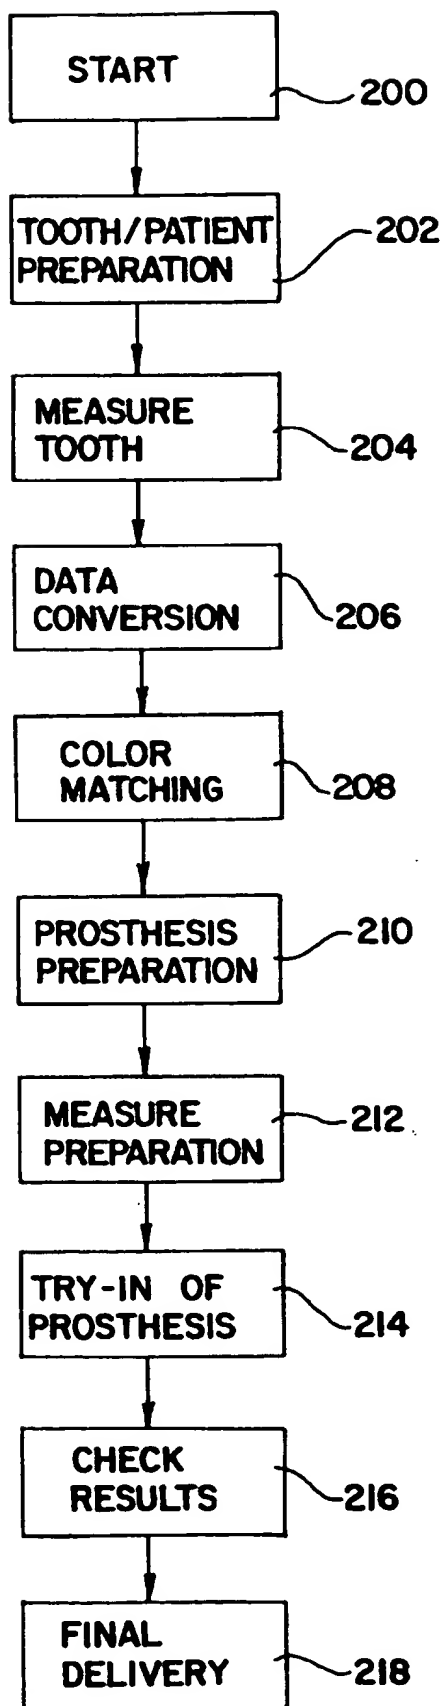 START
200
TOOTH/PATIENT
PREPARATION
202
MEASURE
TOOTH
204
DATA
CONVERSION
206
COLOR
MATCHING
208
PROSTHESIS
PREPARATION
210
MEASURE
PREPARATION
212
TRY-IN OF
PROSTHESIS
214
CHECK
RESULTS
216
FINAL
DELIVERY
218